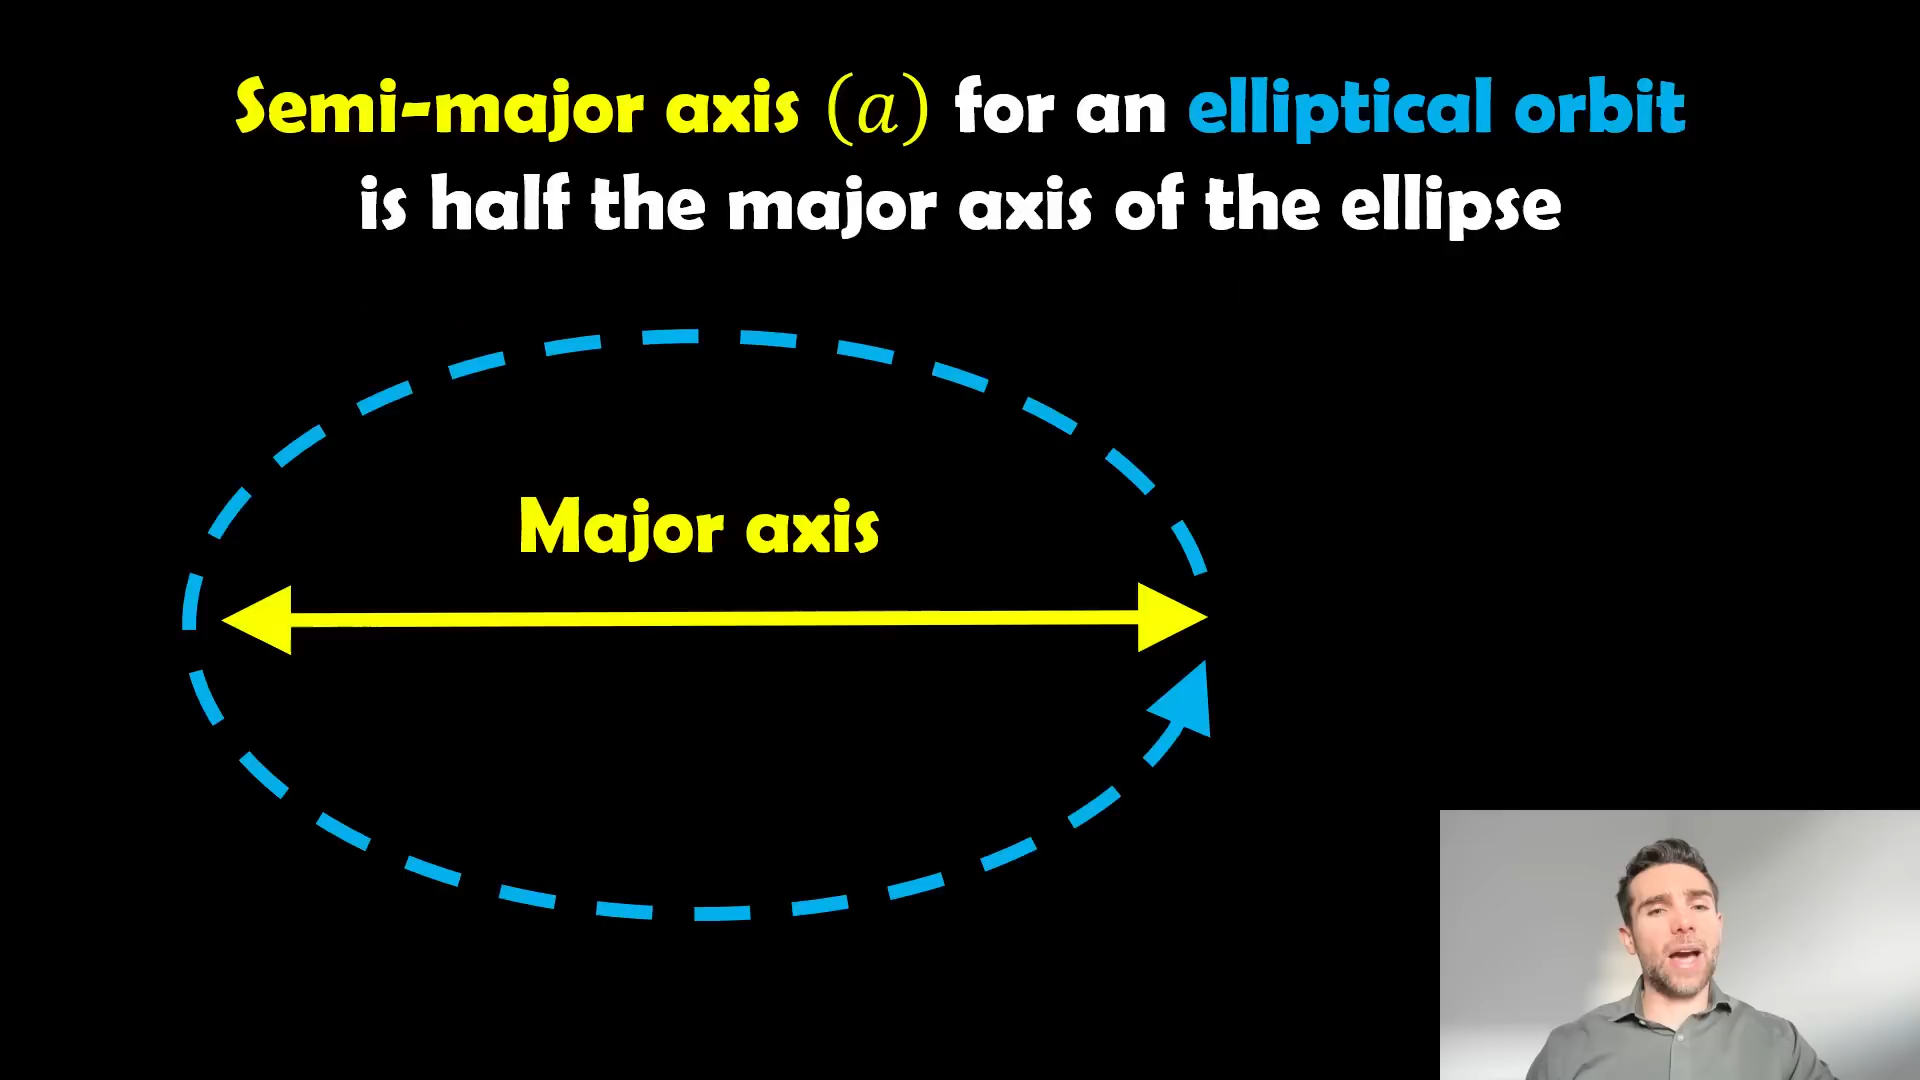 Semi-major axis (a) for an elliptical orbit
is half the major axis of the ellipse
Major axis